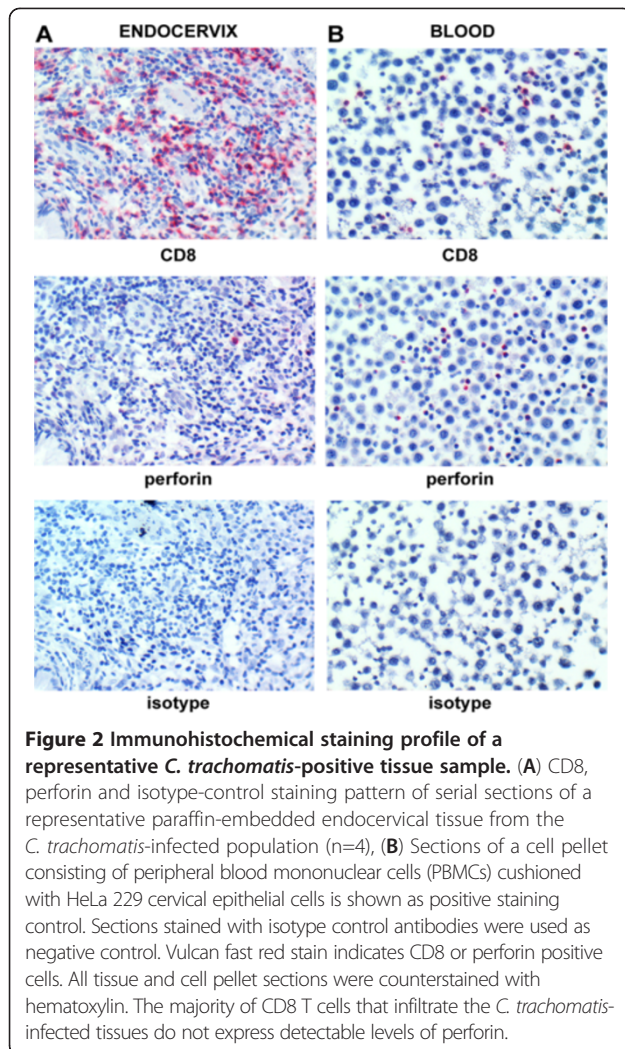 A ENDOCERVIX B BLOOD
CD8 CD8
perforin perforin
isotype isotype
Figure 2 Immunohistochemical staining profile of a
representative C. trachomatis-positive tissue sample. (A) CD8,
perforin and isotype-control staining pattern of serial sections of a
representative paraffin-embedded endocervical tissue from the
C. trachomatis-infected population (n=4), (B) Sections of a cell pellet
consisting of peripheral blood mononuclear cells (PBMCs) cushioned
with HeLa 229 cervical epithelial cells is shown as positive staining
control. Sections stained with isotype control antibodies were used as
negative control. Vulcan fast red stain indicates CD8 or perforin positive
cells. All tissue and cell pellet sections were counterstained with
hematoxylin. The majority of CD8 T cells that infiltrate the C. trachomatis-
infected tissues do not express detectable levels of perforin.